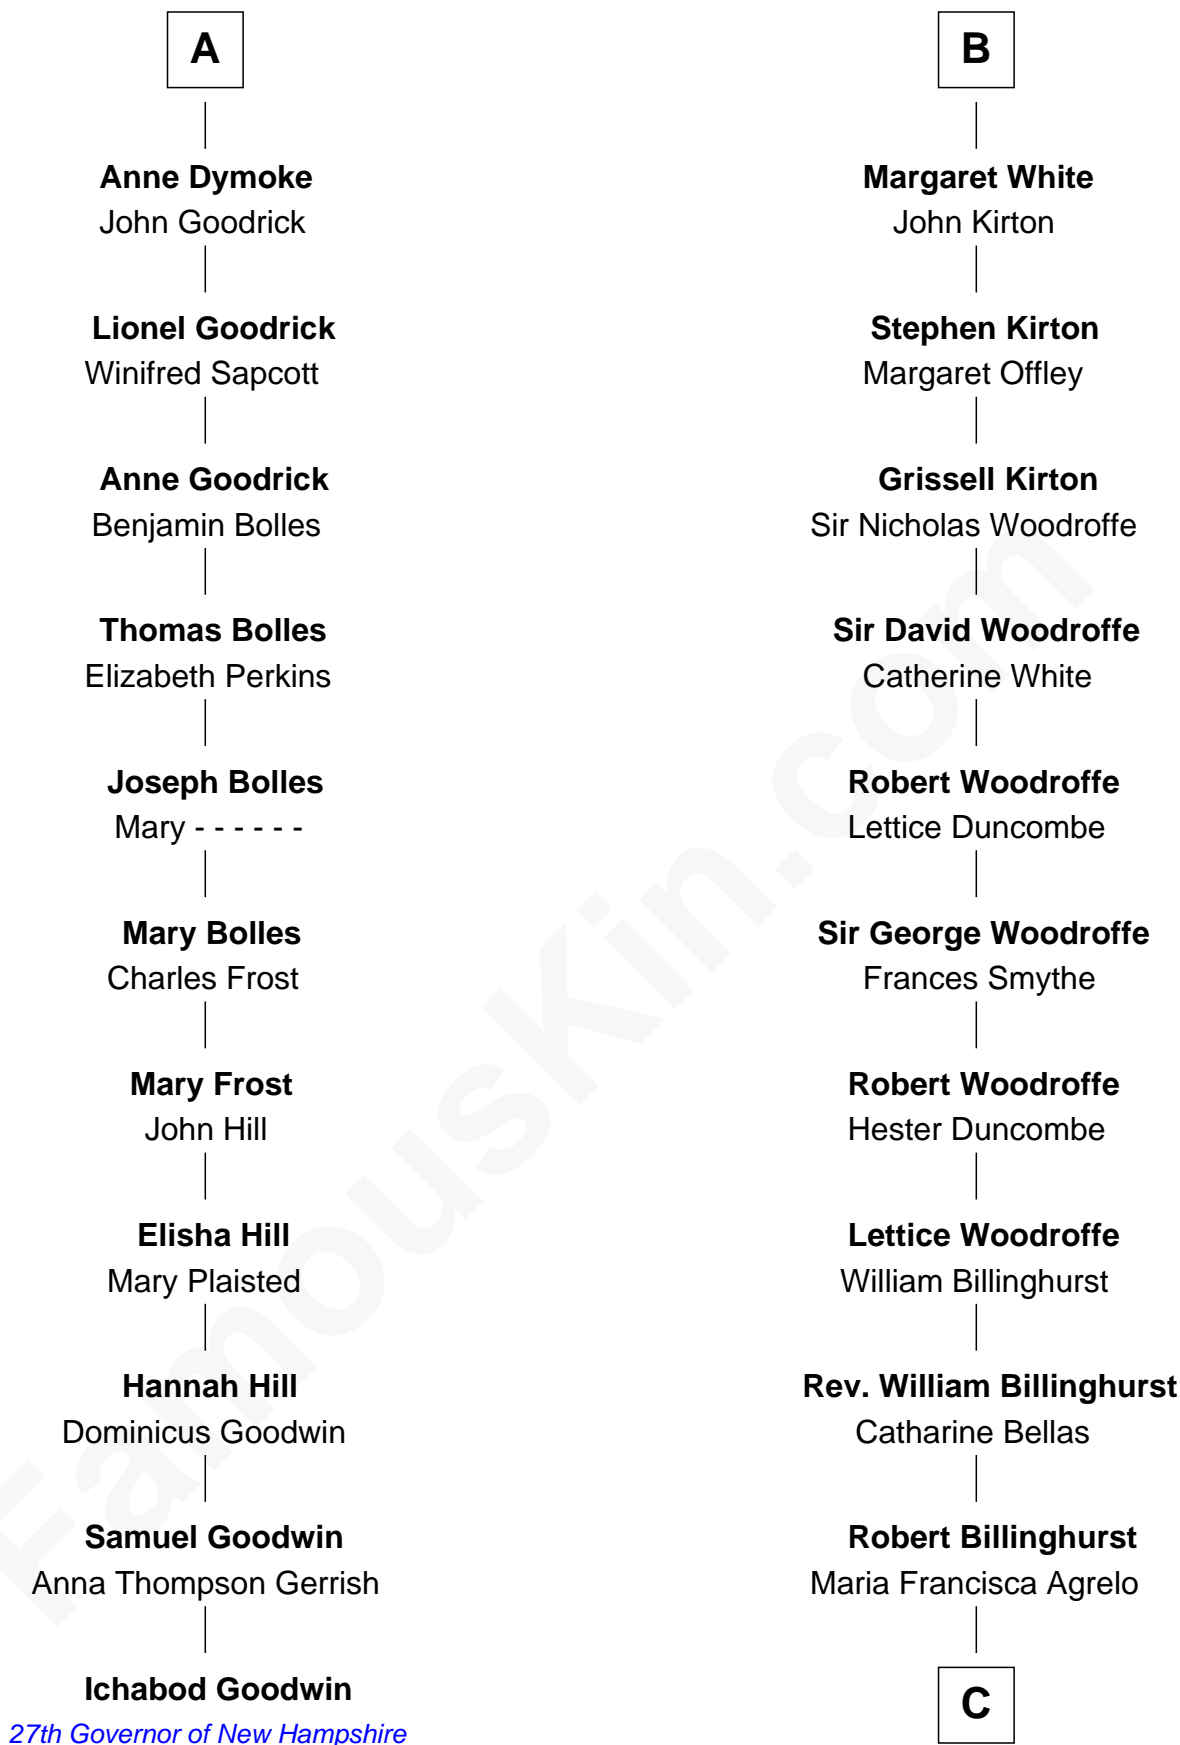 A
Anne Dymoke
John Goodrick
Lionel Goodrick
Winifred Sapcott
Anne Goodrick
Benjamin Bolles
Thomas Bolles
Elizabeth Perkins
Joseph Bolles
Mary - - - - - -
Mary Bolles
Charles Frost
Mary Frost
John Hill
Elisha Hill
Mary Plaisted
Hannah Hill
Dominicus Goodwin
Samuel Goodwin
Anna Thompson Gerrish
Ichabod Goodwin
27th Governor of New Hampshire
B
Margaret White
John Kirton
Stephen Kirton
Margaret Offley
Grissell Kirton
Sir Nicholas Woodroffe
Sir David Woodroffe
Catherine White
Robert Woodroffe
Lettice Duncombe
Sir George Woodroffe
Frances Smythe
Robert Woodroffe
Hester Duncombe
Lettice Woodroffe
William Billinghurst
Rev. William Billinghurst
Catharine Bellas
Robert Billinghurst
Maria Francisca Agrelo
C
FamousKin.com